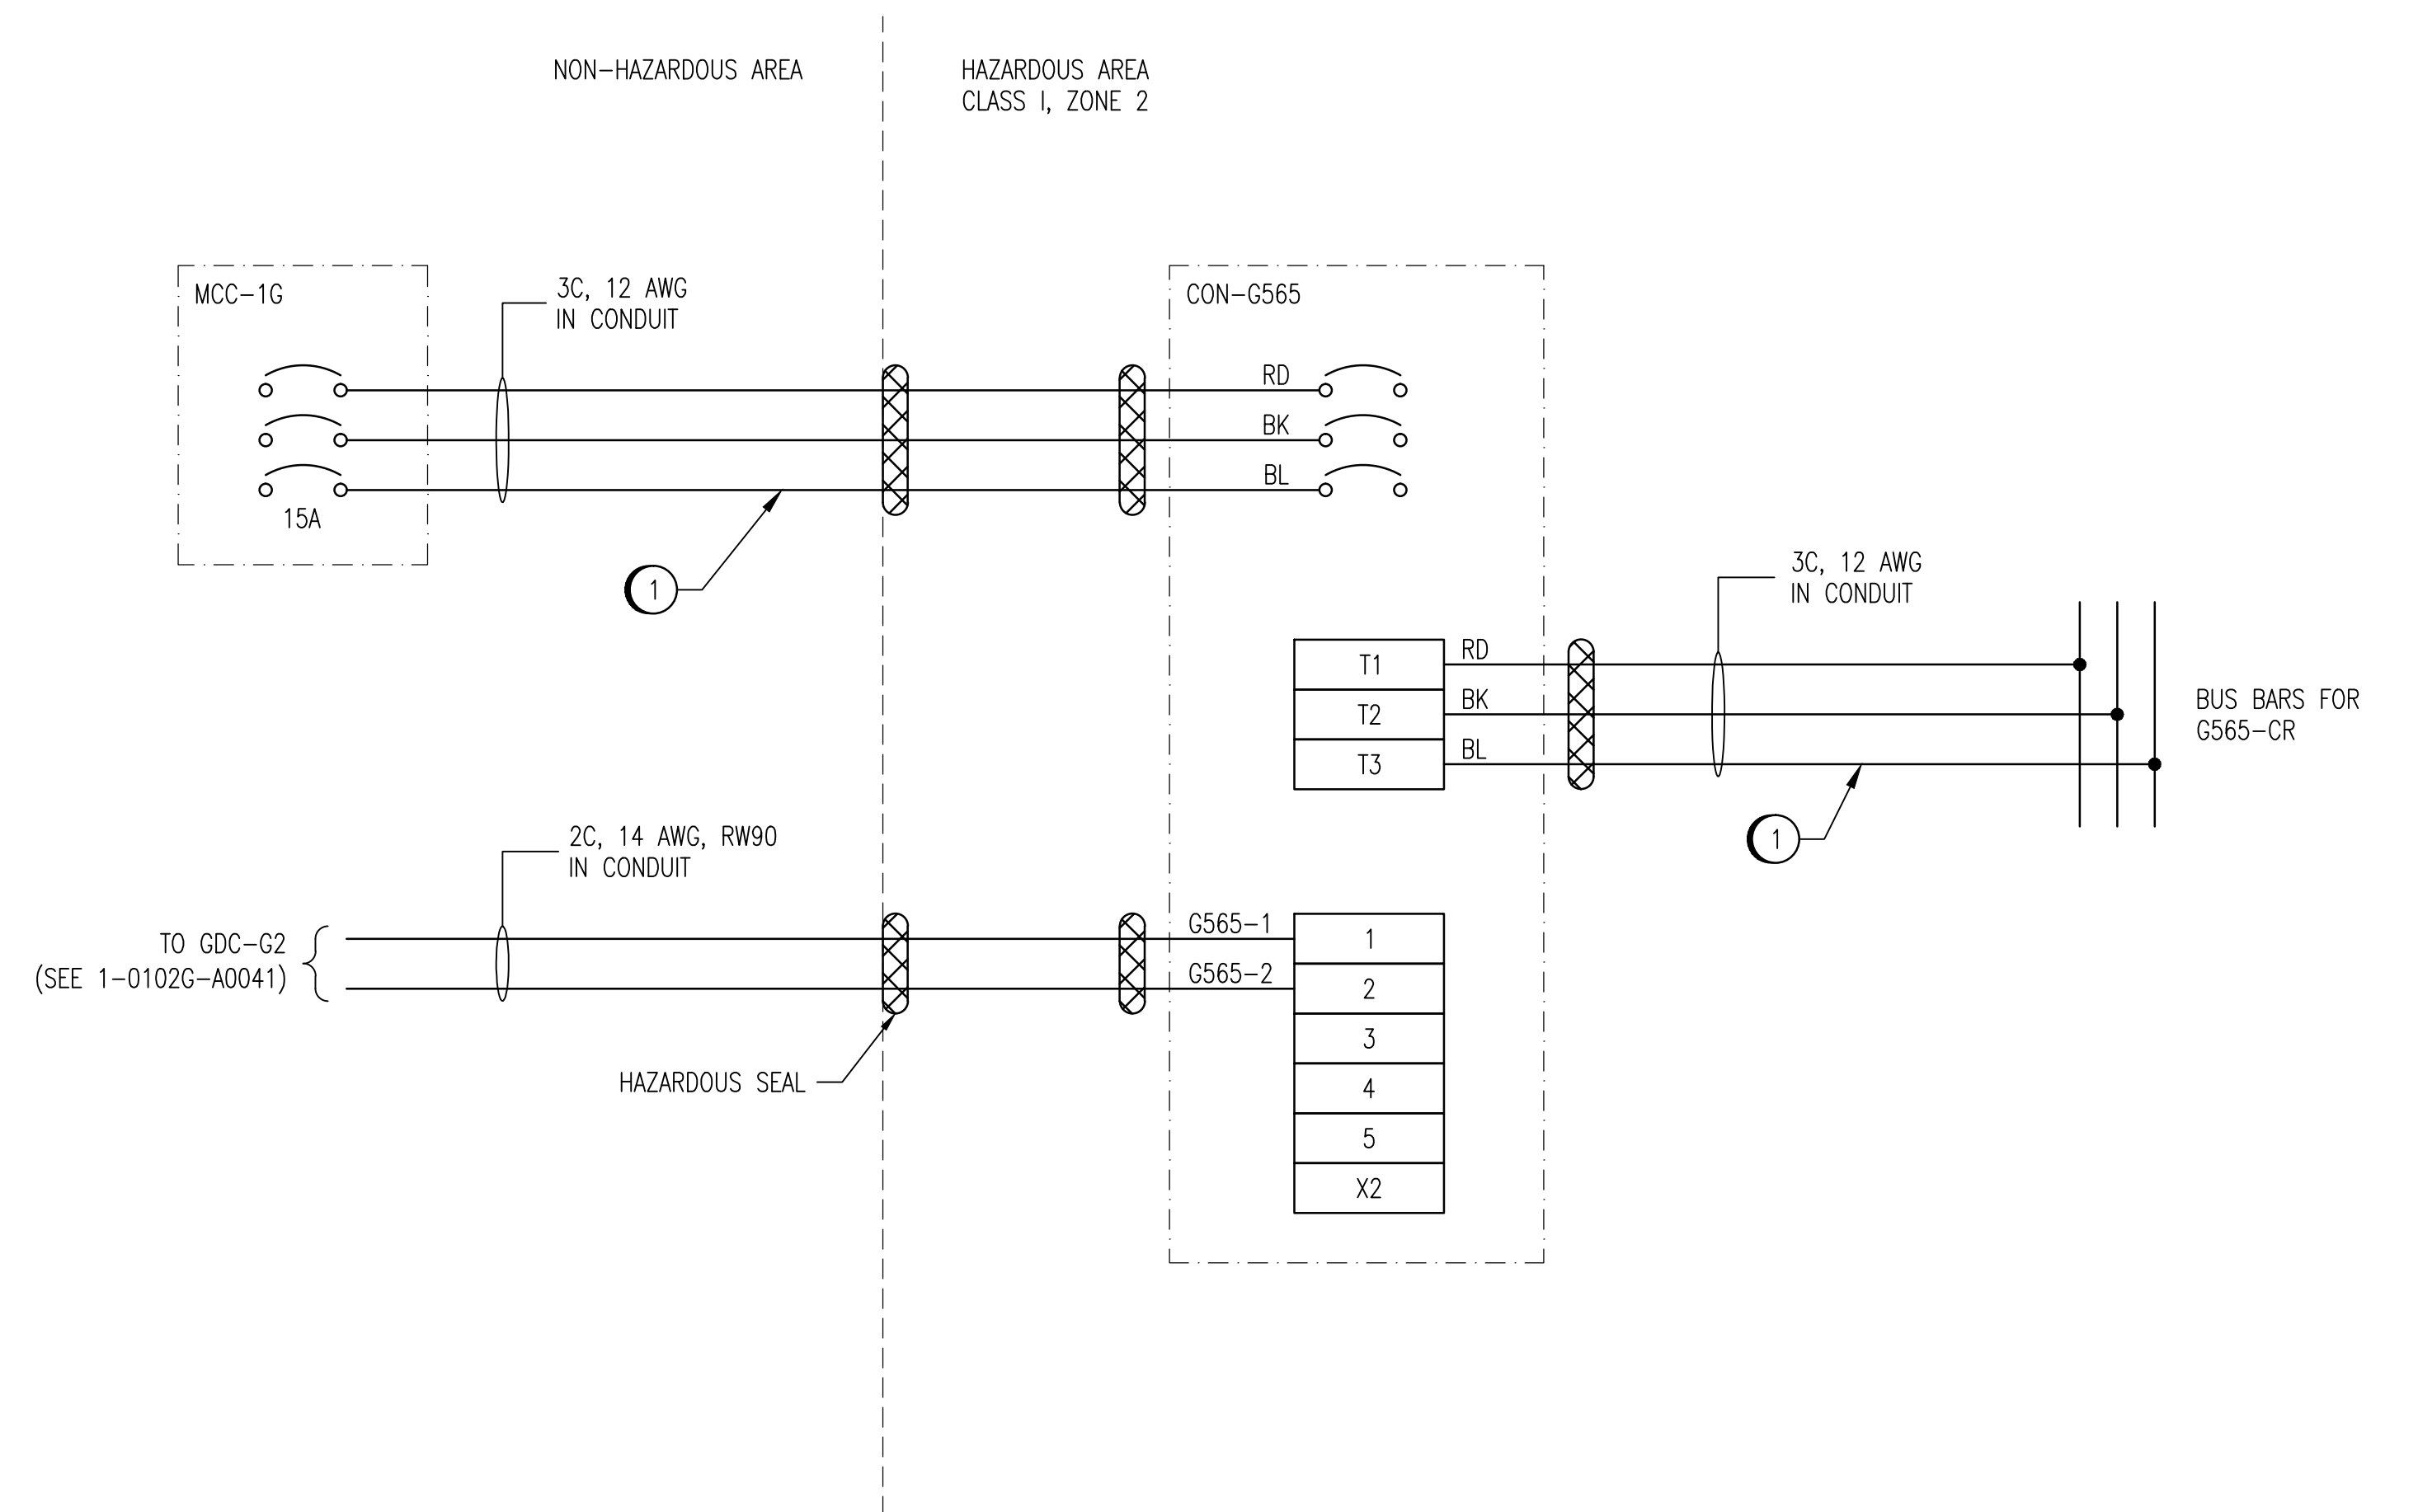 NON-HAZARDOUS AREA
HAZARDOUS AREA
CLASS I, ZONE 2
MCC-1G
3C, 12 AWG
IN CONDUIT
CON-G565
RD
BK
BL
15A
1
3C, 12 AWG
IN CONDUIT
T1
RD
T2
BK
T3
BL
BUS BARS FOR
G565-CR
1
2C, 14 AWG, RW90
IN CONDUIT
TO GDC-G2
(SEE 1-0102G-A0041)
G565-1
1
G565-2
2
3
4
5
X2
HAZARDOUS SEAL